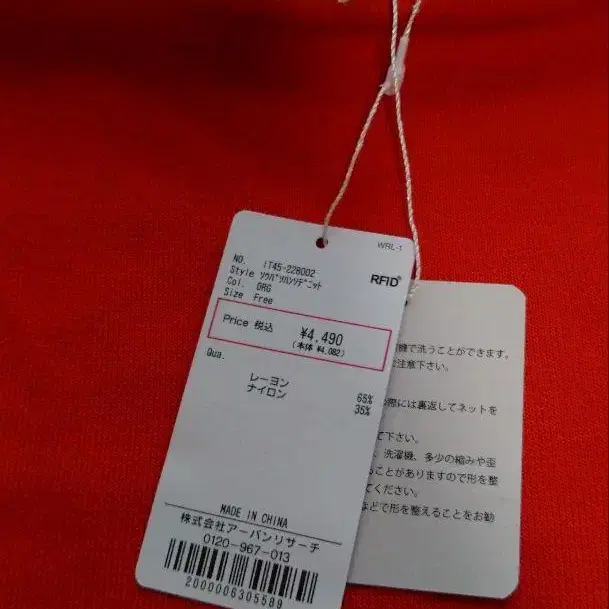 WRL-1
RFID
NO. IT45-22B002
Style ｿｳﾊﾞﾘﾊﾝｿﾃﾞﾆｯﾄ
Col. ORG
Size Free
Price 税込 ¥4,490
(本体 ¥4,082)
Qua.
レーヨン 65%
ナイロン 35%
MADE IN CHINA
株式会社アーバンリサーチ
0120-967-013
2000006305589
機で洗うことができます。
注意下さい。
際には裏返してネットを
て下さい。
、洗濯機、多少の縮みや歪
ことがありますので形を整
てください。
などで形を整えることをお勧